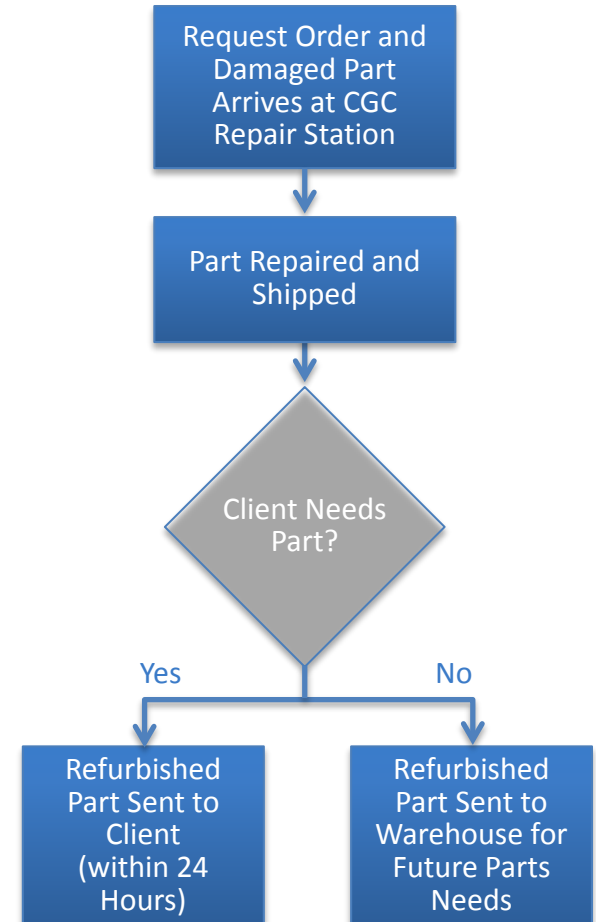 Request Order and
Damaged Part
Arrives at CGC
Repair Station
Part Repaired and
Shipped
Client Needs
Part?
Yes
No
Refurbished
Part Sent to
Client
(within 24
Hours)
Refurbished
Part Sent to
Warehouse for
Future Parts
Needs